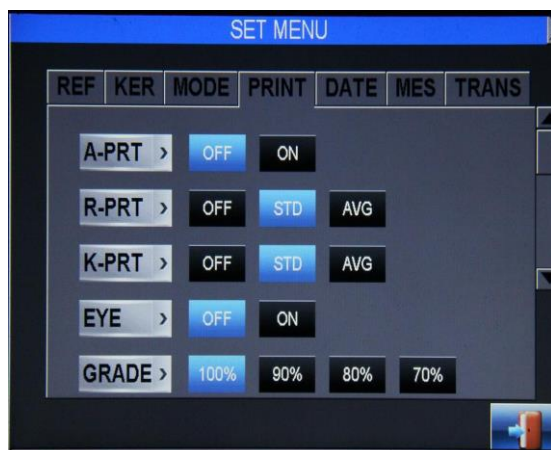 SET MENU
REF KER MODE PRINT DATE MES TRANS
A-PRT > OFF ON
R-PRT > OFF STD AVG
K-PRT > OFF STD AVG
EYE > OFF ON
GRADE > 100% 90% 80% 70%